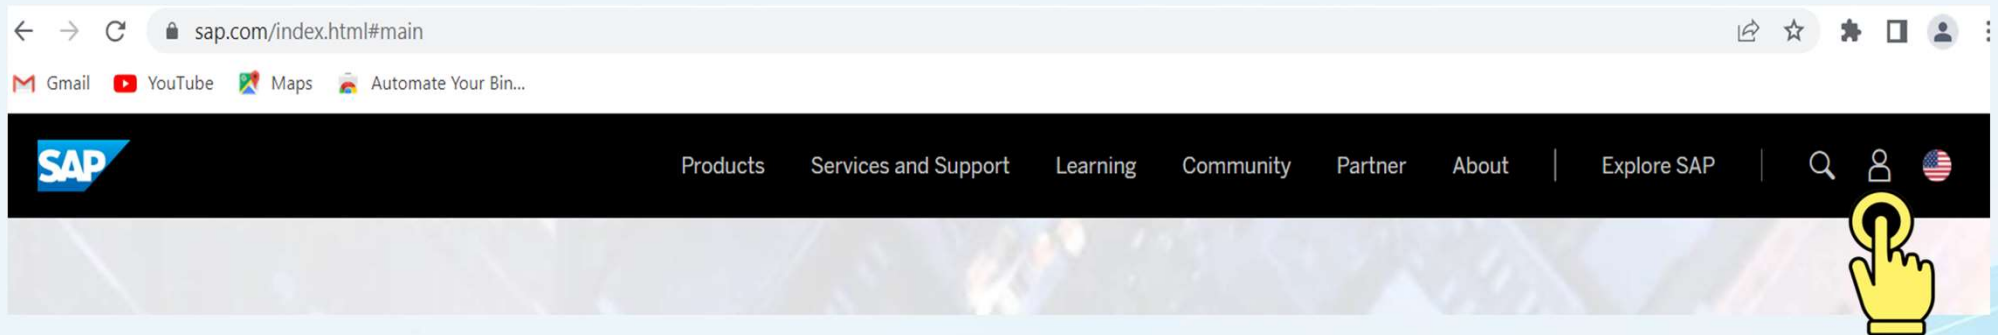 sap.com/index.html#main
Gmail YouTube Maps Automate Your Bin...
SAP Products Services and Support Learning Community Partner About Explore SAP